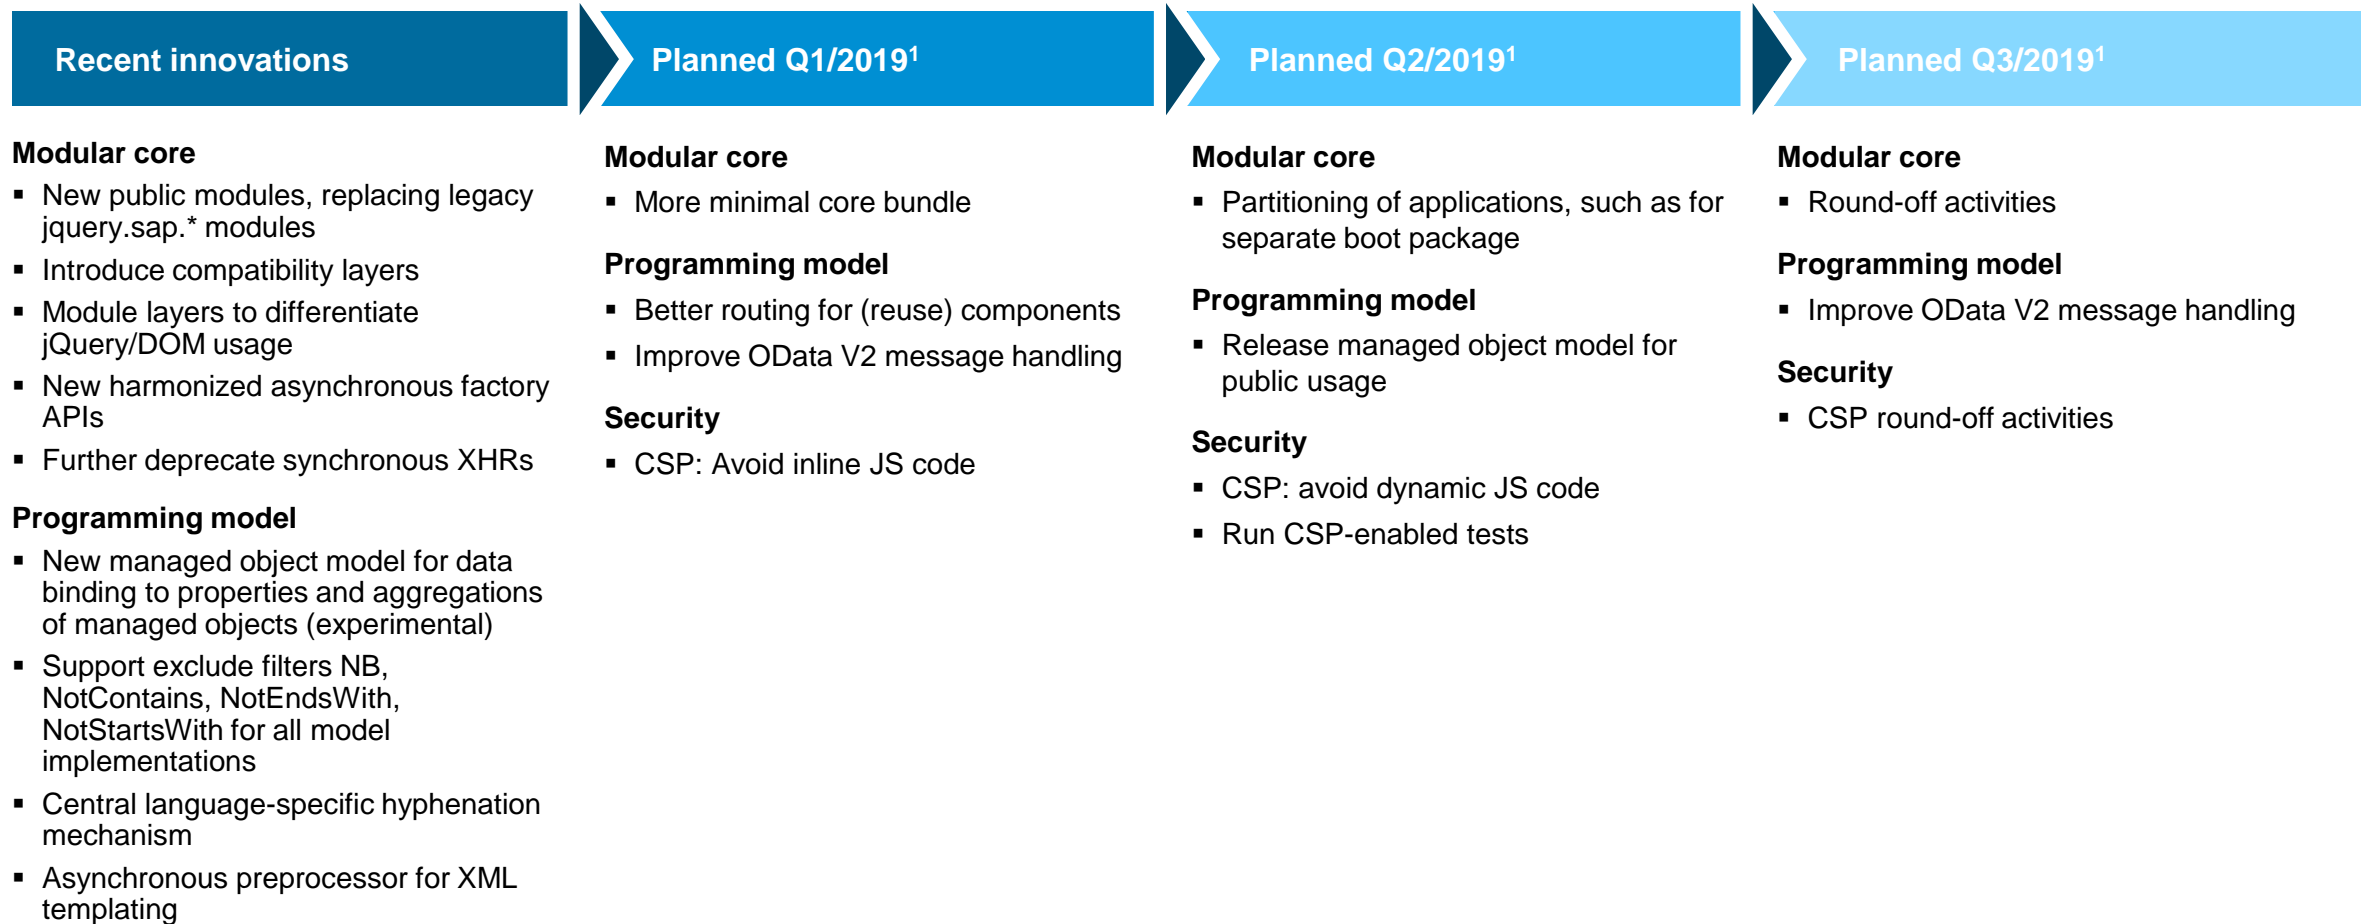 Recent innovations
Planned Q1/2019¹
Planned Q2/2019¹
Planned Q3/2019¹
Modular core
▪ New public modules, replacing legacy
jquery.sap.* modules
▪ Introduce compatibility layers
▪ Module layers to differentiate
jQuery/DOM usage
▪ New harmonized asynchronous factory
APIs
▪ Further deprecate synchronous XHRs
Programming model
▪ New managed object model for data
binding to properties and aggregations
of managed objects (experimental)
▪ Support exclude filters NB,
NotContains, NotEndsWith,
NotStartsWith for all model
implementations
▪ Central language-specific hyphenation
mechanism
▪ Asynchronous preprocessor for XML
templating
Modular core
▪ More minimal core bundle
Programming model
▪ Better routing for (reuse) components
▪ Improve OData V2 message handling
Security
▪ CSP: Avoid inline JS code
Modular core
▪ Partitioning of applications, such as for
separate boot package
Programming model
▪ Release managed object model for
public usage
Security
▪ CSP: avoid dynamic JS code
▪ Run CSP-enabled tests
Modular core
▪ Round-off activities
Programming model
▪ Improve OData V2 message handling
Security
▪ CSP round-off activities